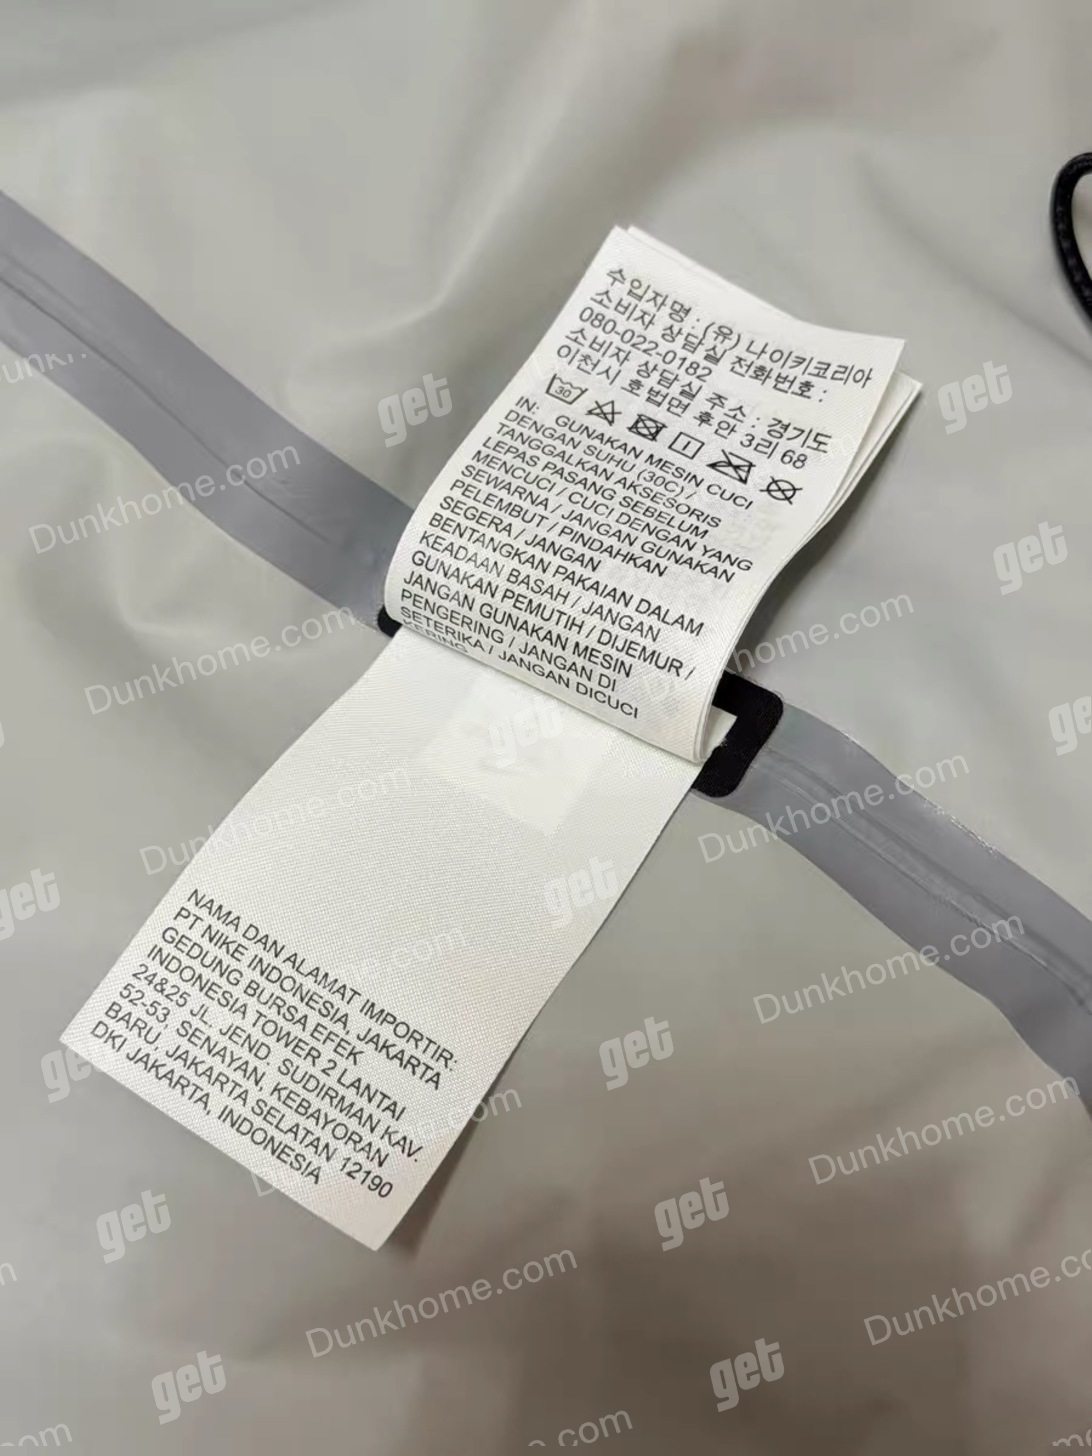 수입자명 : (유) 나이키코리아
소비자 상담실 전화번호 :
080-022-0182
소비자 상담실 주소 : 경기도
이천시 호법면 후안 3리 68
30
IN: GUNAKAN MESIN CUCI
DENGAN SUHU (30C) /
TANGGALKAN AKSESORIS
LEPAS PASANG SEBELUM
MENCUCI / CUCI DENGAN YANG
SEWARNA / JANGAN GUNAKAN
PELEMBUT / PINDAHKAN
SEGERA / JANGAN
BENTANGKAN PAKAIAN DALAM
KEADAAN BASAH / JANGAN
GUNAKAN PEMUTIH / DIJEMUR /
JANGAN GUNAKAN MESIN
PENGERING / JANGAN DI
SETERIKA / JANGAN DICUCI
KERING
NAMA DAN ALAMAT IMPORTIR:
PT NIKE INDONESIA, JAKARTA
GEDUNG BURSA EFEK
INDONESIA TOWER 2 LANTAI
24&25 JL. JEND. SUDIRMAN KAV.
52-53, SENAYAN, KEBAYORAN
BARU, JAKARTA SELATAN 12190
DKI JAKARTA, INDONESIA
get
Dunkhome.com